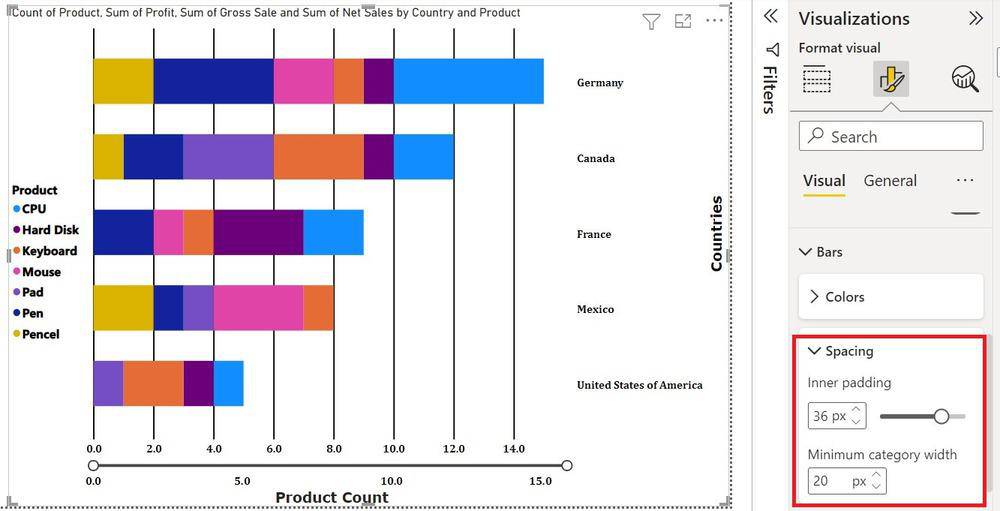 Count of Product, Sum of Profit, Sum of Gross Sale and Sum of Net Sales by Country and Product
Germany
Canada
France
Mexico
United States of America
Countries
Product
CPU
Hard Disk
Keyboard
Mouse
Pad
Pen
Pencel
0.0 2.0 4.0 6.0 8.0 10.0 12.0 14.0
0.0 5.0 10.0 15.0
Product Count
Filters
Visualizations
Format visual
Search
Visual General
Bars
Colors
Spacing
Inner padding
36 px
Minimum category width
20 px